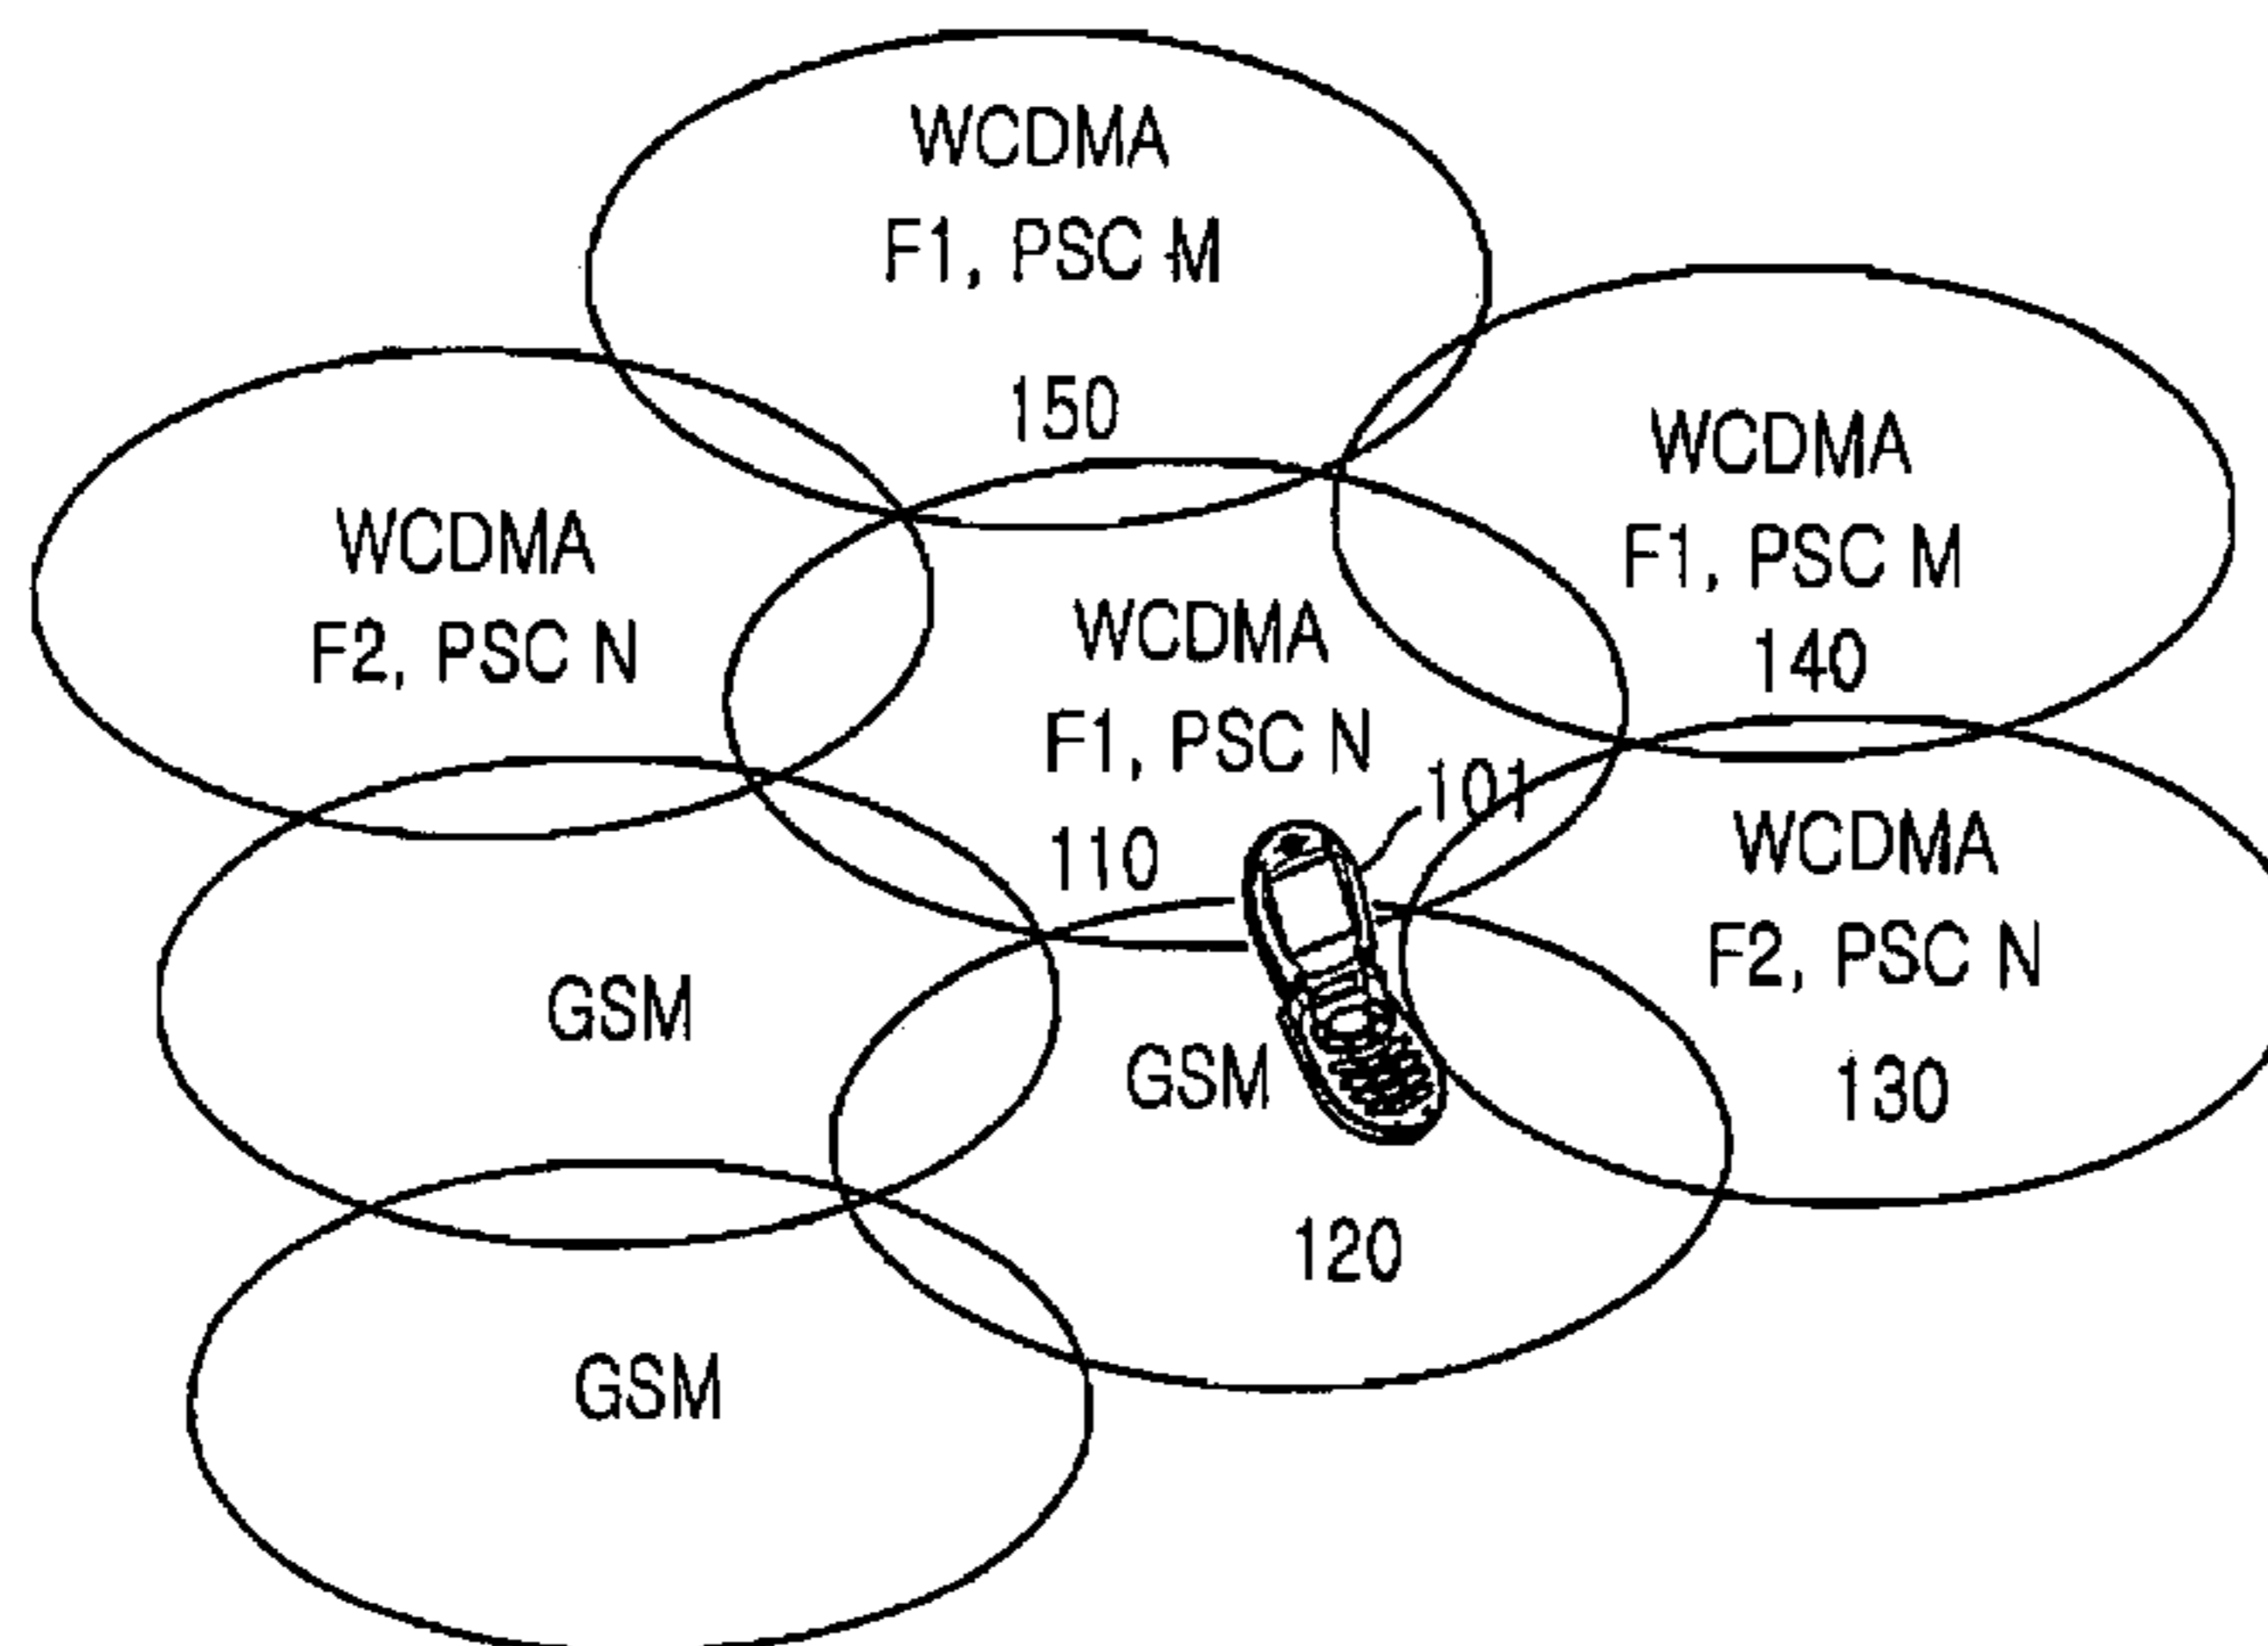 WCDMA
F1, PSC M
150
WCDMA
F1, PSC M
140
WCDMA
F2, PSC N
WCDMA
F1, PSC N
110
101
WCDMA
F2, PSC N
130
GSM
GSM
120
GSM